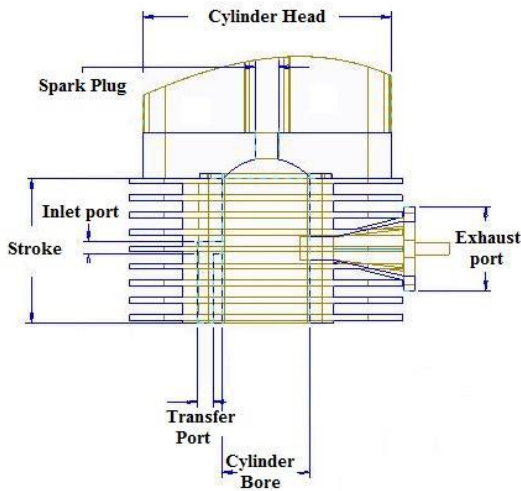 Cylinder Head
Spark Plug
Inlet port
Stroke
Exhaust
port
Transfer
Port
Cylinder
Bore